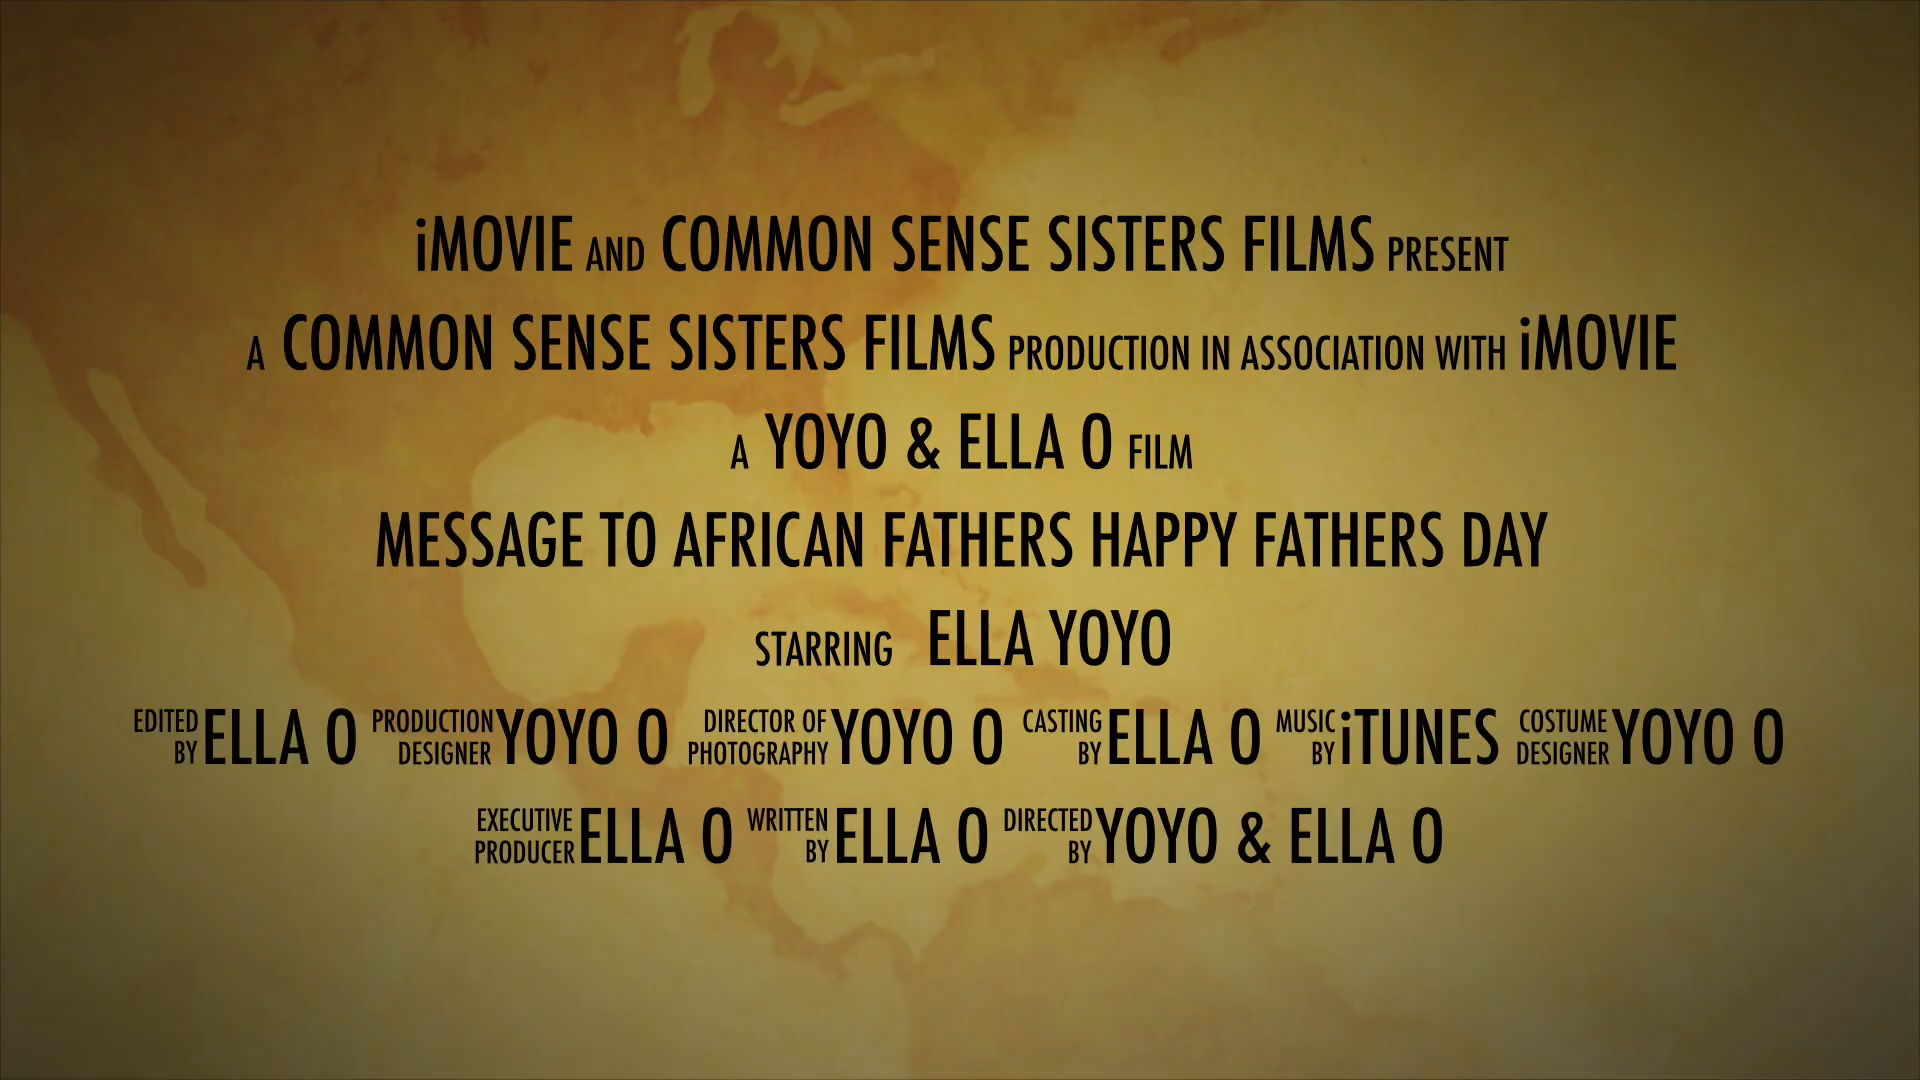 iMOVIE AND COMMON SENSE SISTERS FILMS PRESENT
A COMMON SENSE SISTERS FILMS PRODUCTION IN ASSOCIATION WITH iMOVIE
A YOYO & ELLA O FILM
MESSAGE TO AFRICAN FATHERS HAPPY FATHERS DAY
STARRING ELLA YOYO
EDITED BY ELLA O PRODUCTION DESIGNER YOYO O DIRECTOR OF PHOTOGRAPHY YOYO O CASTING BY ELLA O MUSIC BY iTUNES COSTUME DESIGNER YOYO O
EXECUTIVE PRODUCER ELLA O WRITTEN BY ELLA O DIRECTED BY YOYO & ELLA O